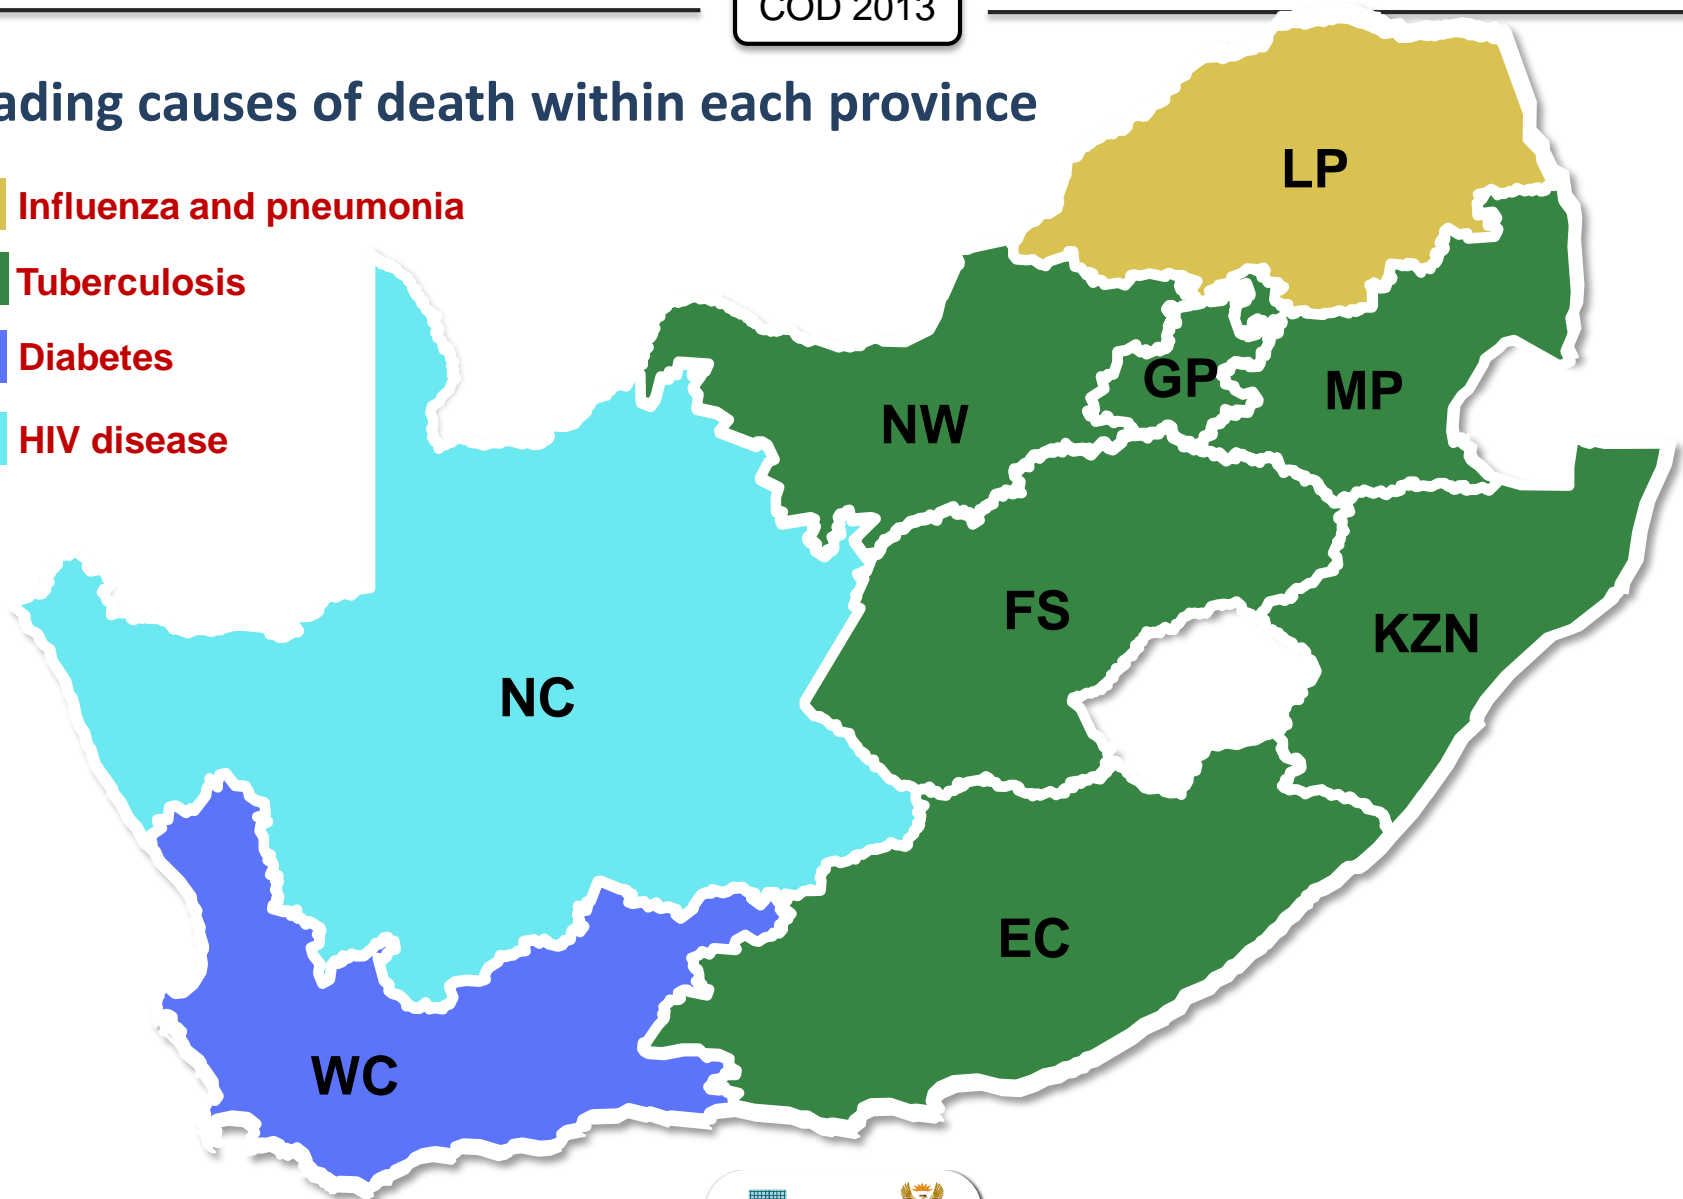 COD 2013
ading causes of death within each province
Influenza and pneumonia
Tuberculosis
Diabetes
HIV disease
LP
GP
MP
NW
FS
KZN
NC
EC
WC